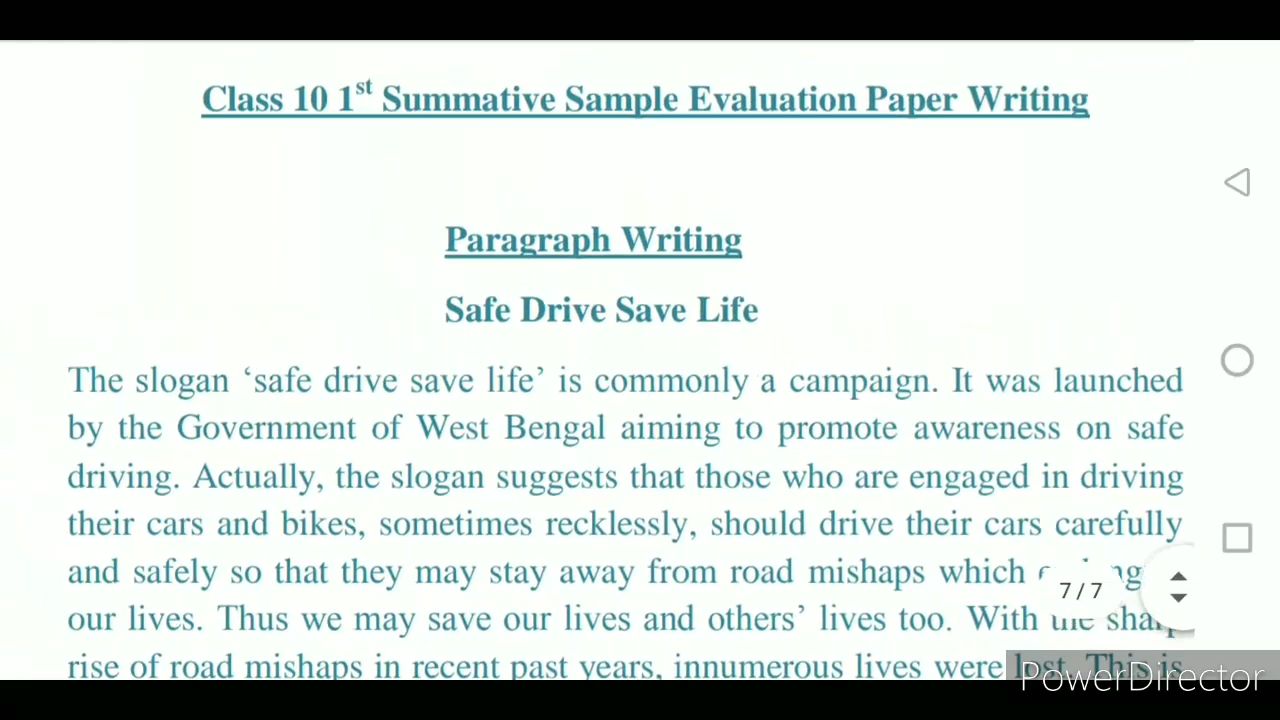 Class 10 1st Summative Sample Evaluation Paper Writing
Paragraph Writing
Safe Drive Save Life
The slogan ‘safe drive save life’ is commonly a campaign. It was launched
by the Government of West Bengal aiming to promote awareness on safe
driving. Actually, the slogan suggests that those who are engaged in driving
their cars and bikes, sometimes recklessly, should drive their cars carefully
and safely so that they may stay away from road mishaps which
7/7
our lives. Thus we may save our lives and others’ lives too. With the sharp
rise of road mishaps in recent past years, innumerous lives were lost. This is
PowerDirector